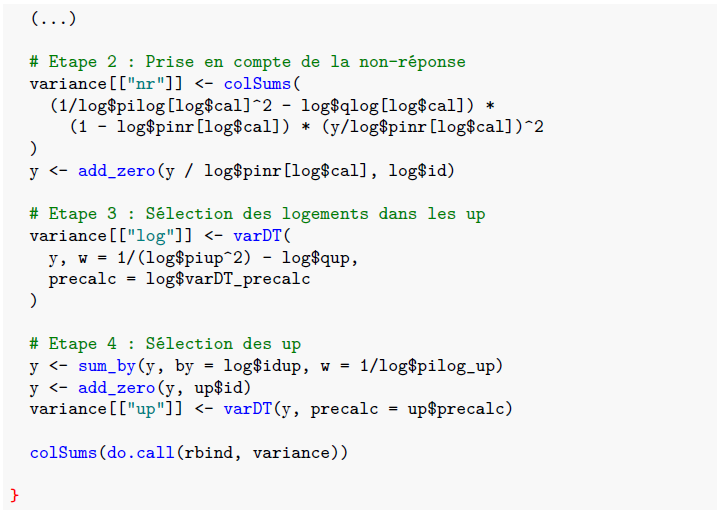 (...)
# Etape 2 : Prise en compte de la non-réponse
variance[["nr"]] <- colSums(
(1/log$pilog[log$cal]^2 - log$qlog[log$cal]) *
(1 - log$pinr[log$cal]) * (y/log$pinr[log$cal])^2
)
y <- add_zero(y / log$pinr[log$cal], log$id)
# Etape 3 : Sélection des logements dans les up
variance[["log"]] <- varDT(
y, w = 1/(log$piup^2) - log$qup,
precalc = log$varDT_precalc
)
# Etape 4 : Sélection des up
y <- sum_by(y, by = log$idup, w = 1/log$pilog_up)
y <- add_zero(y, up$id)
variance[["up"]] <- varDT(y, precalc = up$precalc)
colSums(do.call(rbind, variance))
}